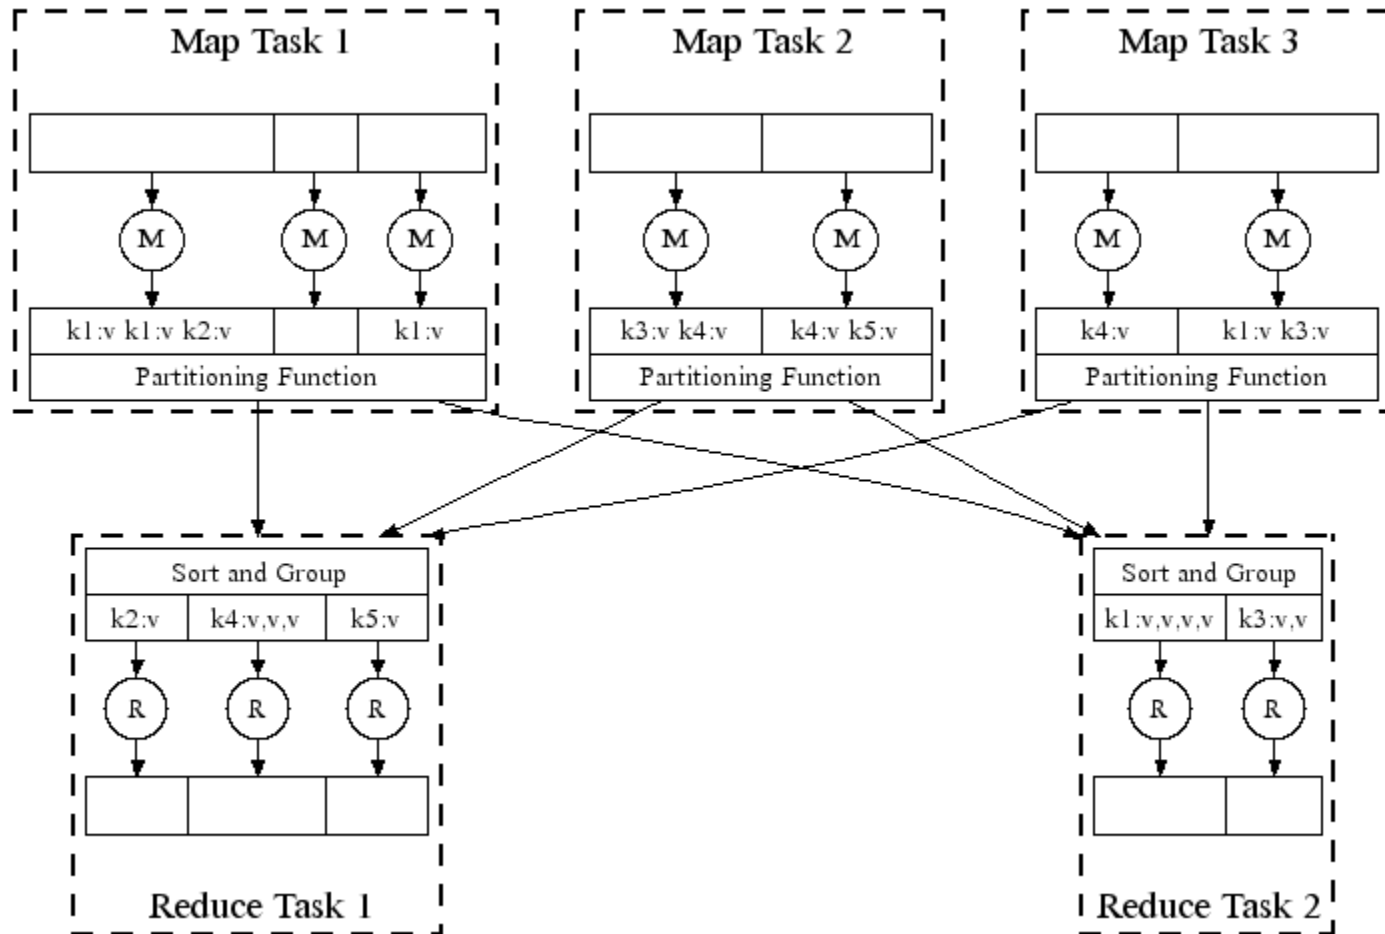 Map Task 1
Map Task 2
Map Task 3
M
M
M
M
M
M
M
k1:v k1:v k2:v
k1:v
k3:v k4:v
k4:v k5:v
k4:v
k1:v k3:v
Partitioning Function
Partitioning Function
Partitioning Function
Sort and Group
Sort and Group
k2:v
k4:v,v,v
k5:v
k1:v,v,v,v
k3:v,v
R
R
R
R
R
Reduce Task 1
Reduce Task 2